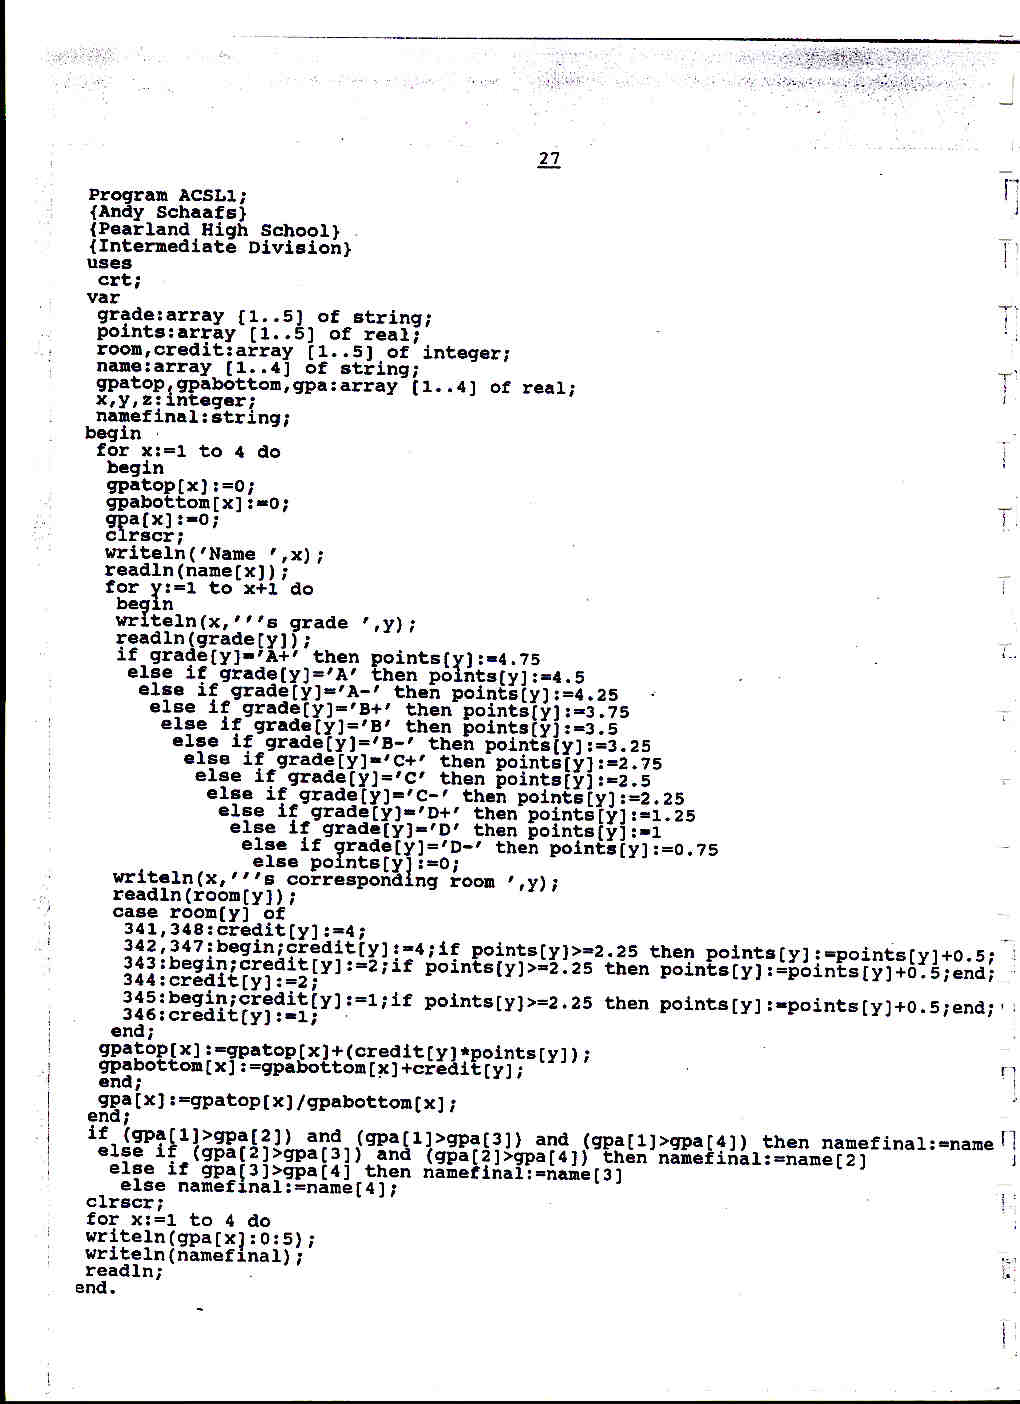 27
Program ACSL1;
{Andy Schaafs}
{Pearland High School}
{Intermediate Division}
uses
crt;
var
grade:array [1..5] of string;
points:array [1..5] of real;
room,credit:array [1..5] of integer;
name:array [1..4] of string;
gpatop,gpabottom,gpa:array [1..4] of real;
x,y,z:integer;
namefinal:string;
begin
for x:=1 to 4 do
begin
gpatop[x]:=0;
gpabottom[x]:=0;
gpa[x]:=0;
clrscr;
writeln('Name ',x);
readln(name[x]);
for y:=1 to x+1 do
begin
writeln(x,'''s grade ',y);
readln(grade[y]);
if grade[y]='A+' then points[y]:=4.75
else if grade[y]='A' then points[y]:=4.5
else if grade[y]='A-' then points[y]:=4.25
else if grade[y]='B+' then points[y]:=3.75
else if grade[y]='B' then points[y]:=3.5
else if grade[y]='B-' then points[y]:=3.25
else if grade[y]='C+' then points[y]:=2.75
else if grade[y]='C' then points[y]:=2.5
else if grade[y]='C-' then points[y]:=2.25
else if grade[y]='D+' then points[y]:=1.25
else if grade[y]='D' then points[y]:=1
else if grade[y]='D-' then points[y]:=0.75
else points[y]:=0;
writeln(x,'''s corresponding room ',y);
readln(room[y]);
case room[y] of
341,348:credit[y]:=4;
342,347:begin;credit[y]:=4;if points[y]>=2.25 then points[y]:=points[y]+0.5;
343:begin;credit[y]:=2;if points[y]>=2.25 then points[y]:=points[y]+0.5;end;
344:credit[y]:=2;
345:begin;credit[y]:=1;if points[y]>=2.25 then points[y]:=points[y]+0.5;end;
346:credit[y]:=1;
end;
gpatop[x]:=gpatop[x]+(credit[y]*points[y]);
gpabottom[x]:=gpabottom[x]+credit[y];
end;
gpa[x]:=gpatop[x]/gpabottom[x];
end;
if (gpa[1]>gpa[2]) and (gpa[1]>gpa[3]) and (gpa[1]>gpa[4]) then namefinal:=name
else if (gpa[2]>gpa[3]) and (gpa[2]>gpa[4]) then namefinal:=name[2]
else if gpa[3]>gpa[4] then namefinal:=name[3]
else namefinal:=name[4];
clrscr;
for x:=1 to 4 do
writeln(gpa[x]:0:5);
writeln(namefinal);
readln;
end.